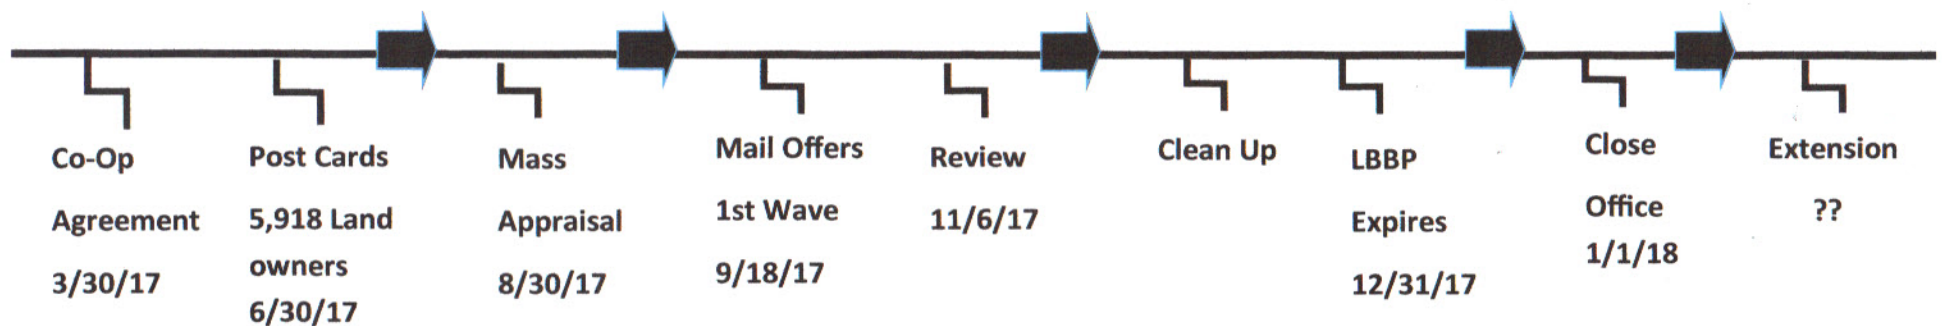 Co-Op
Agreement
3/30/17
Post Cards
5,918 Land
owners
6/30/17
Mass
Appraisal
8/30/17
Mail Offers
1st Wave
9/18/17
Review
11/6/17
Clean Up
LBBP
Expires
12/31/17
Close
Office
1/1/18
Extension
??